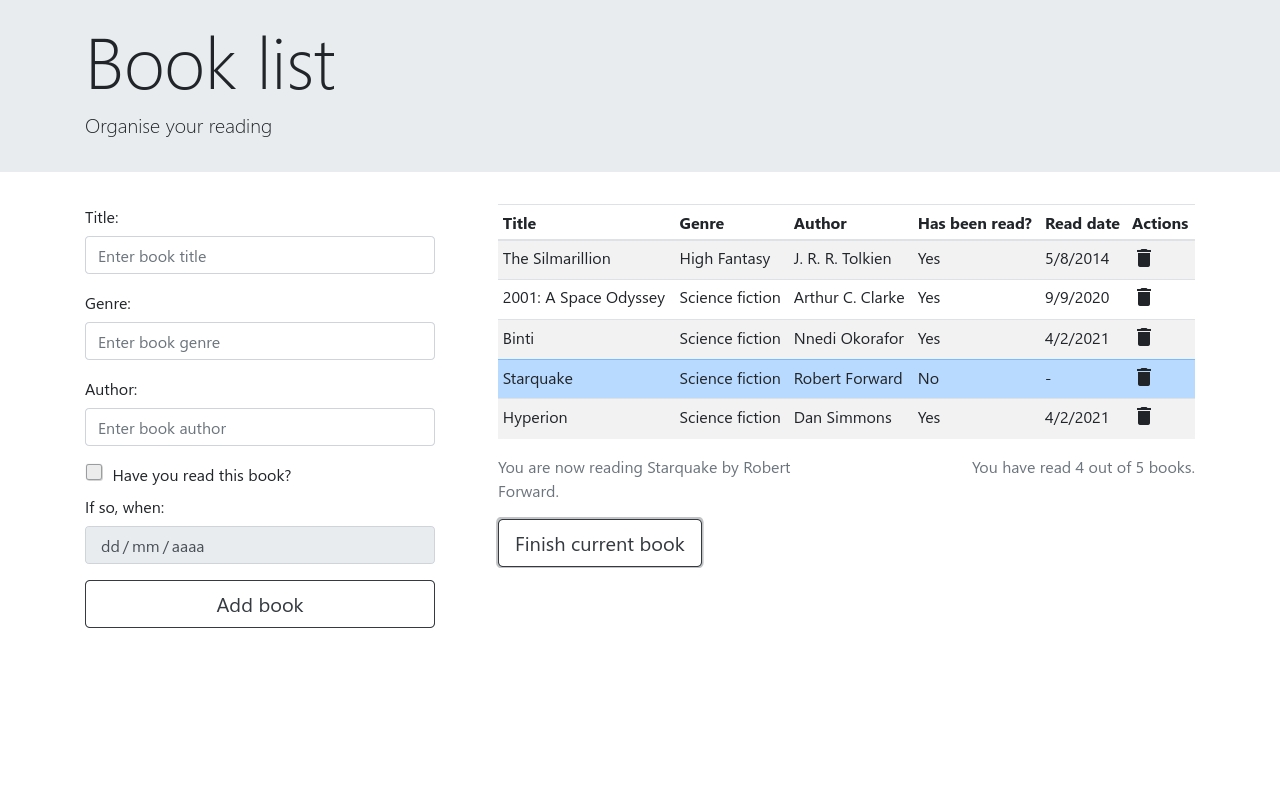 Book list
Organise your reading
Title:
Enter book title
Genre:
Enter book genre
Author:
Enter book author
Have you read this book?
If so, when:
dd / mm / aaaa
Add book
Title Genre Author Has been read? Read date Actions
The Silmarillion High Fantasy J. R. R. Tolkien Yes 5/8/2014
2001: A Space Odyssey Science fiction Arthur C. Clarke Yes 9/9/2020
Binti Science fiction Nnedi Okorafor Yes 4/2/2021
Starquake Science fiction Robert Forward No -
Hyperion Science fiction Dan Simmons Yes 4/2/2021
You are now reading Starquake by Robert
Forward.
You have read 4 out of 5 books.
Finish current book